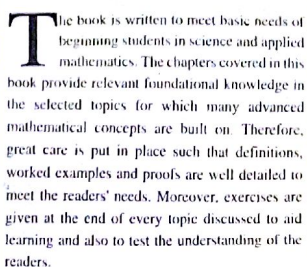 The book is written to meet basic needs of
beginning students in science and applied
mathematics. The chapters covered in this
book provide relevant foundational knowledge in
the selected topics for which many advanced
mathematical concepts are built on. Therefore,
great care is put in place such that definitions,
worked examples and proofs are well detailed to
meet the readers' needs. Moreover, exercises are
given at the end of every topic discussed to aid
learning and also to test the understanding of the
readers.